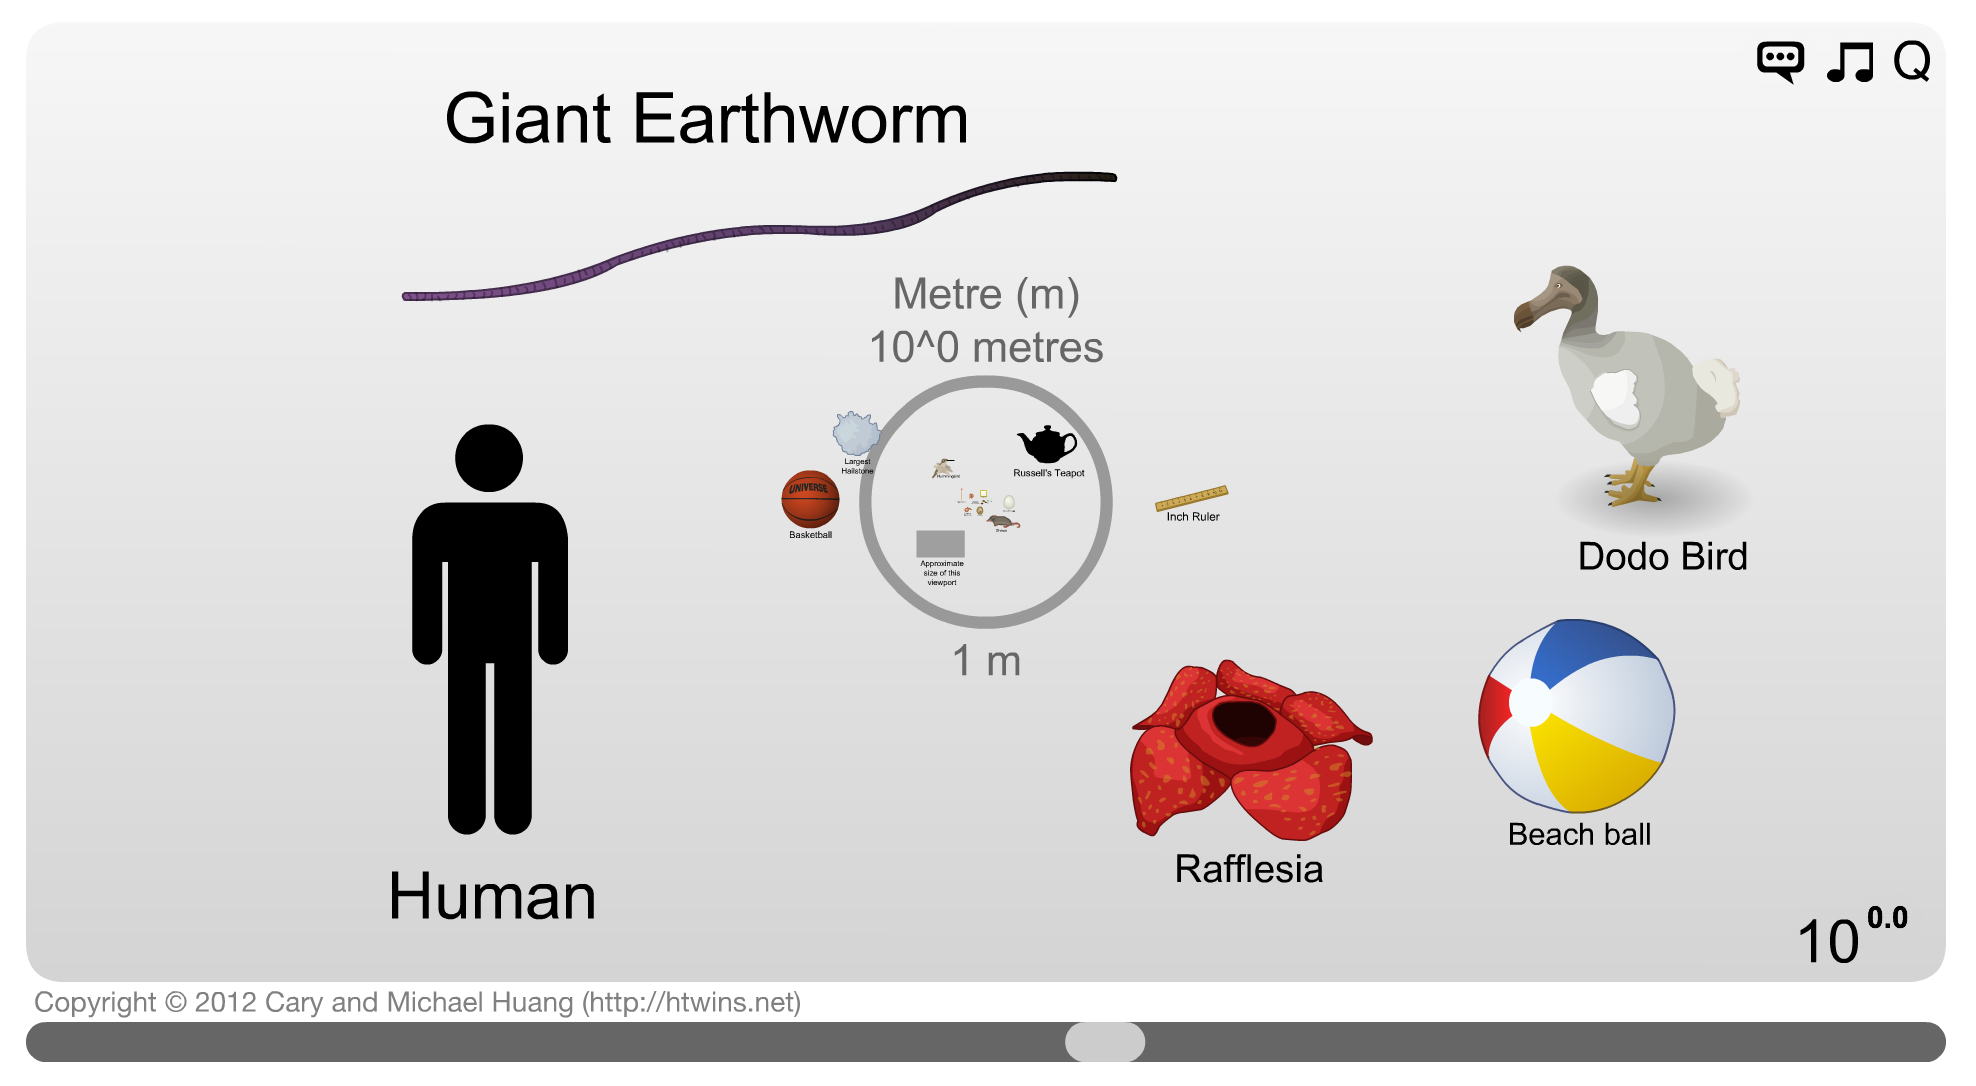 Giant Earthworm
Metre (m)
10^0 metres
Largest
Hailstone
Hummingbird
Russell's Teapot
UNIVERSE
Basketball
Shrew
Inch Ruler
Approximate
size of this
viewport
1 m
Dodo Bird
Human
Rafflesia
Beach ball
10 0.0
Copyright © 2012 Cary and Michael Huang (http://htwins.net)